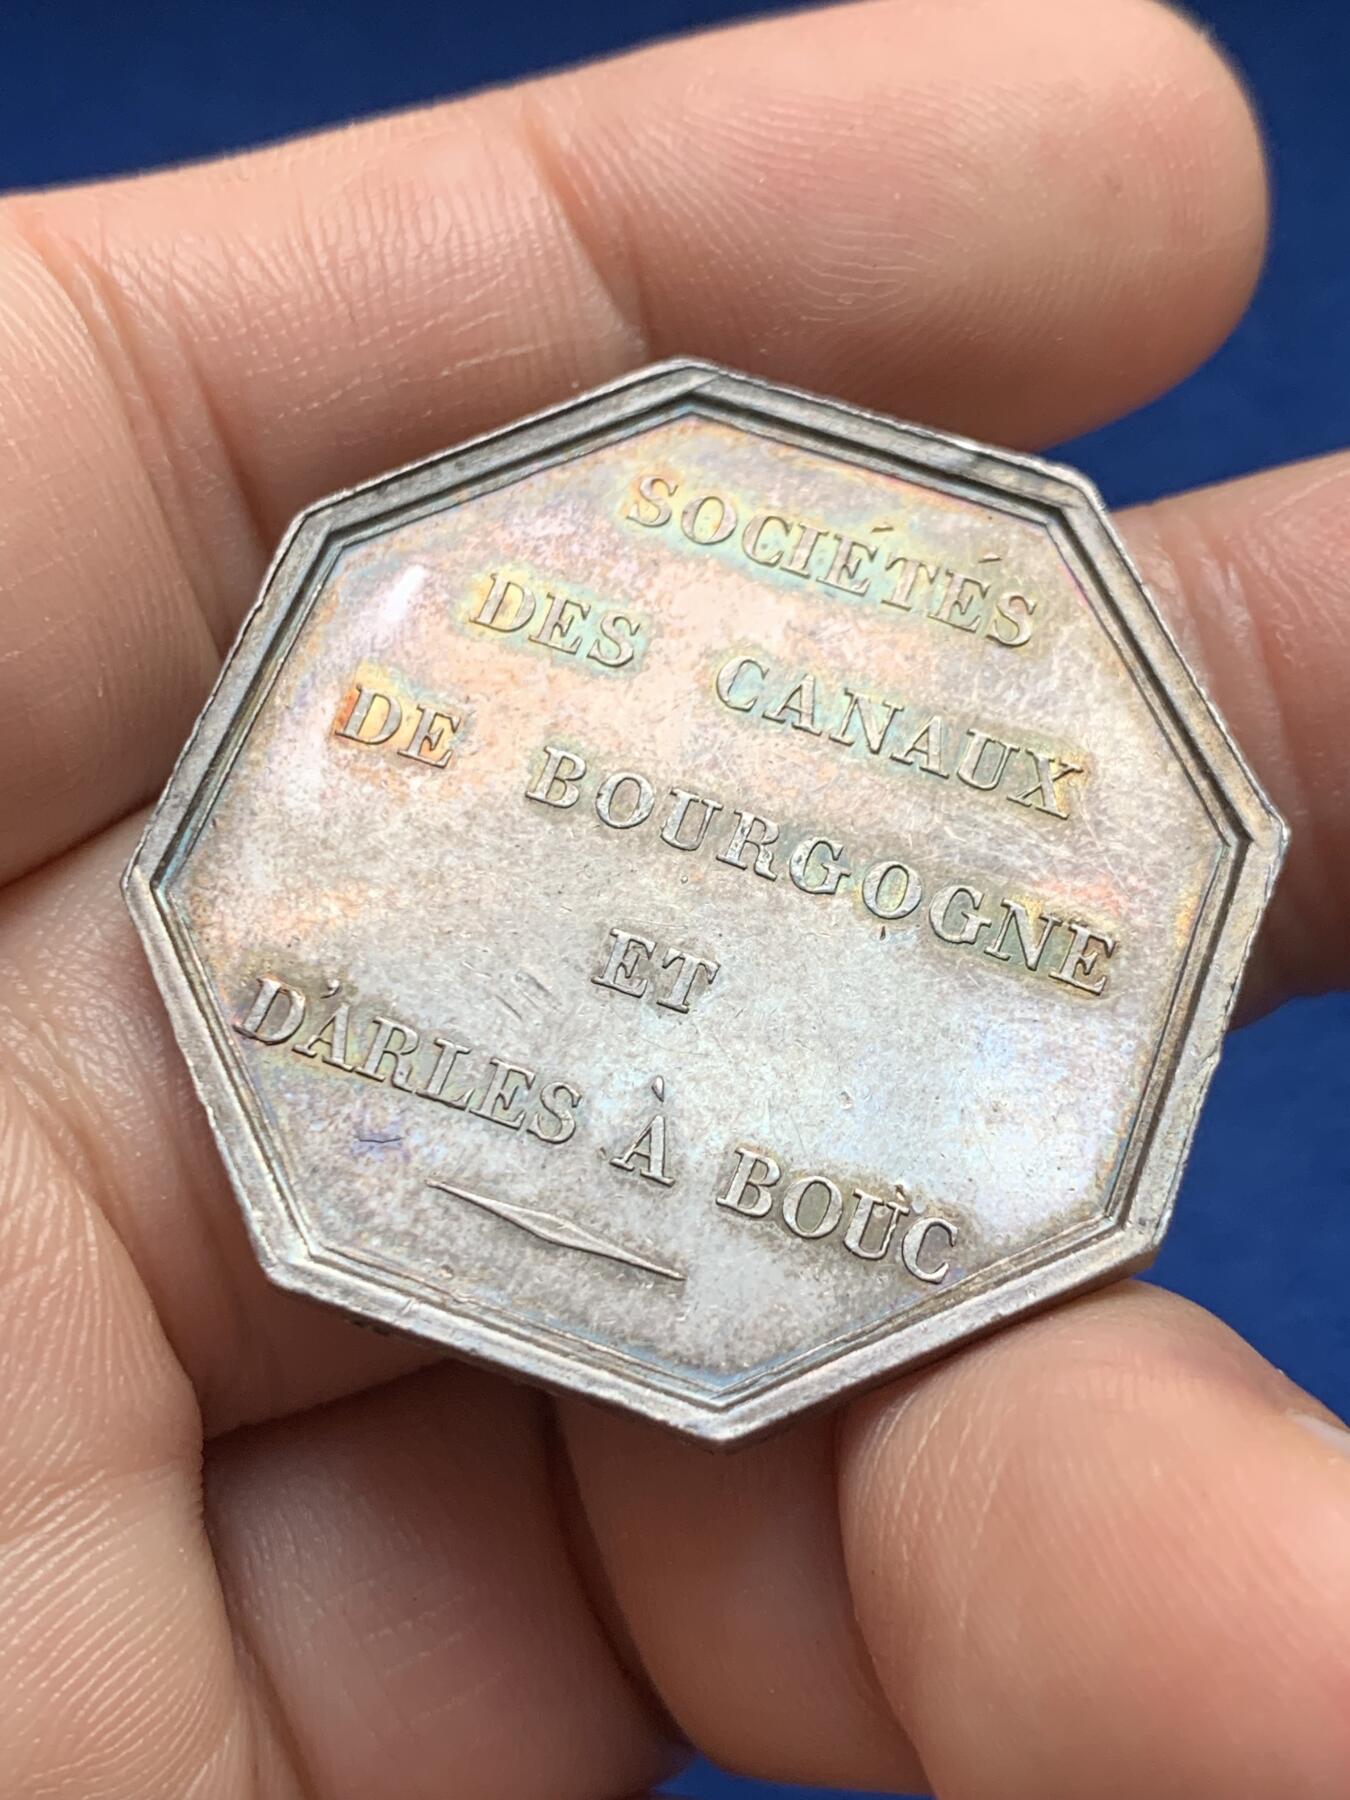 SOCIÉTÉS
DES CANAUX
DE BOURGOGNE
ET
D'ARLES À BOUC